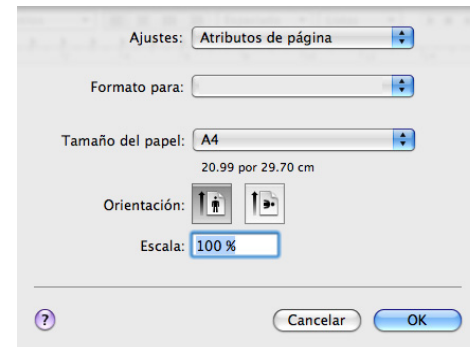 Ajustes: Atributos de página
Formato para:
Tamaño del papel: A4
20.99 por 29.70 cm
Orientación:
Escala: 100 %
? Cancelar OK